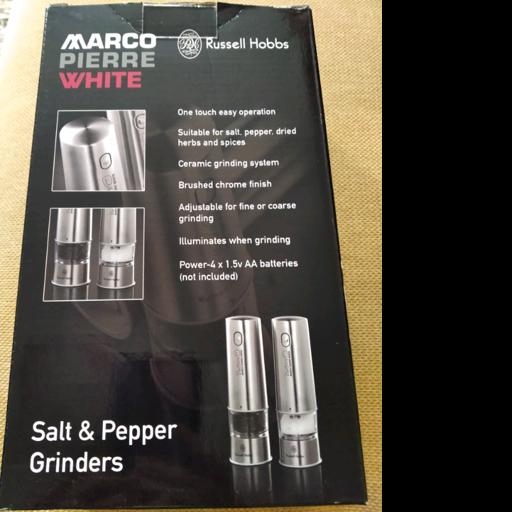 MARCO
PIERRE
WHITE
Russell Hobbs
One touch easy operation
Suitable for salt, pepper, dried
herbs and spices
Ceramic grinding system
Brushed chrome finish
Adjustable for fine or coarse
grinding
Illuminates when grinding
Power-4 x 1.5v AA batteries
(not included)
Salt & Pepper
Grinders